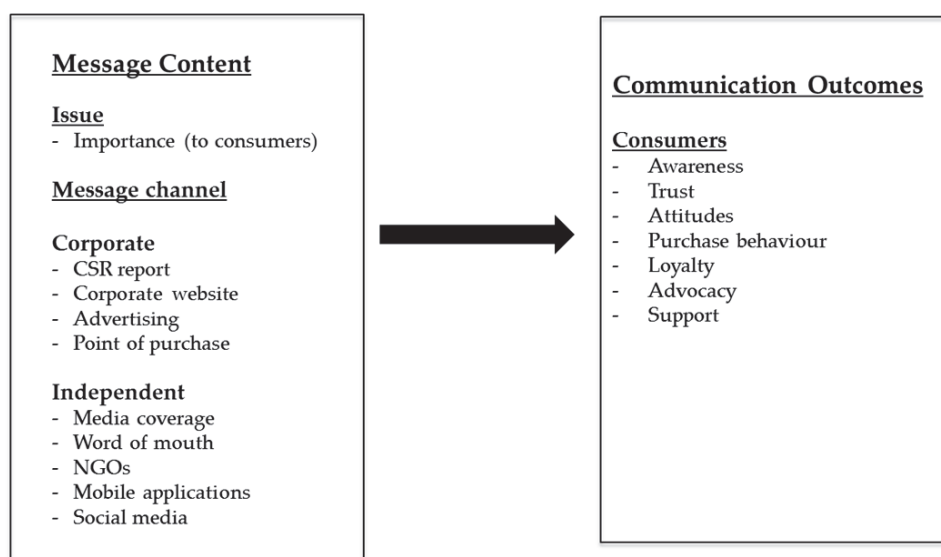 Message Content
Issue
- Importance (to consumers)
Message channel
Corporate
- CSR report
- Corporate website
- Advertising
- Point of purchase
Independent
- Media coverage
- Word of mouth
- NGOs
- Mobile applications
- Social media
Communication Outcomes
Consumers
- Awareness
- Trust
- Attitudes
- Purchase behaviour
- Loyalty
- Advocacy
- Support